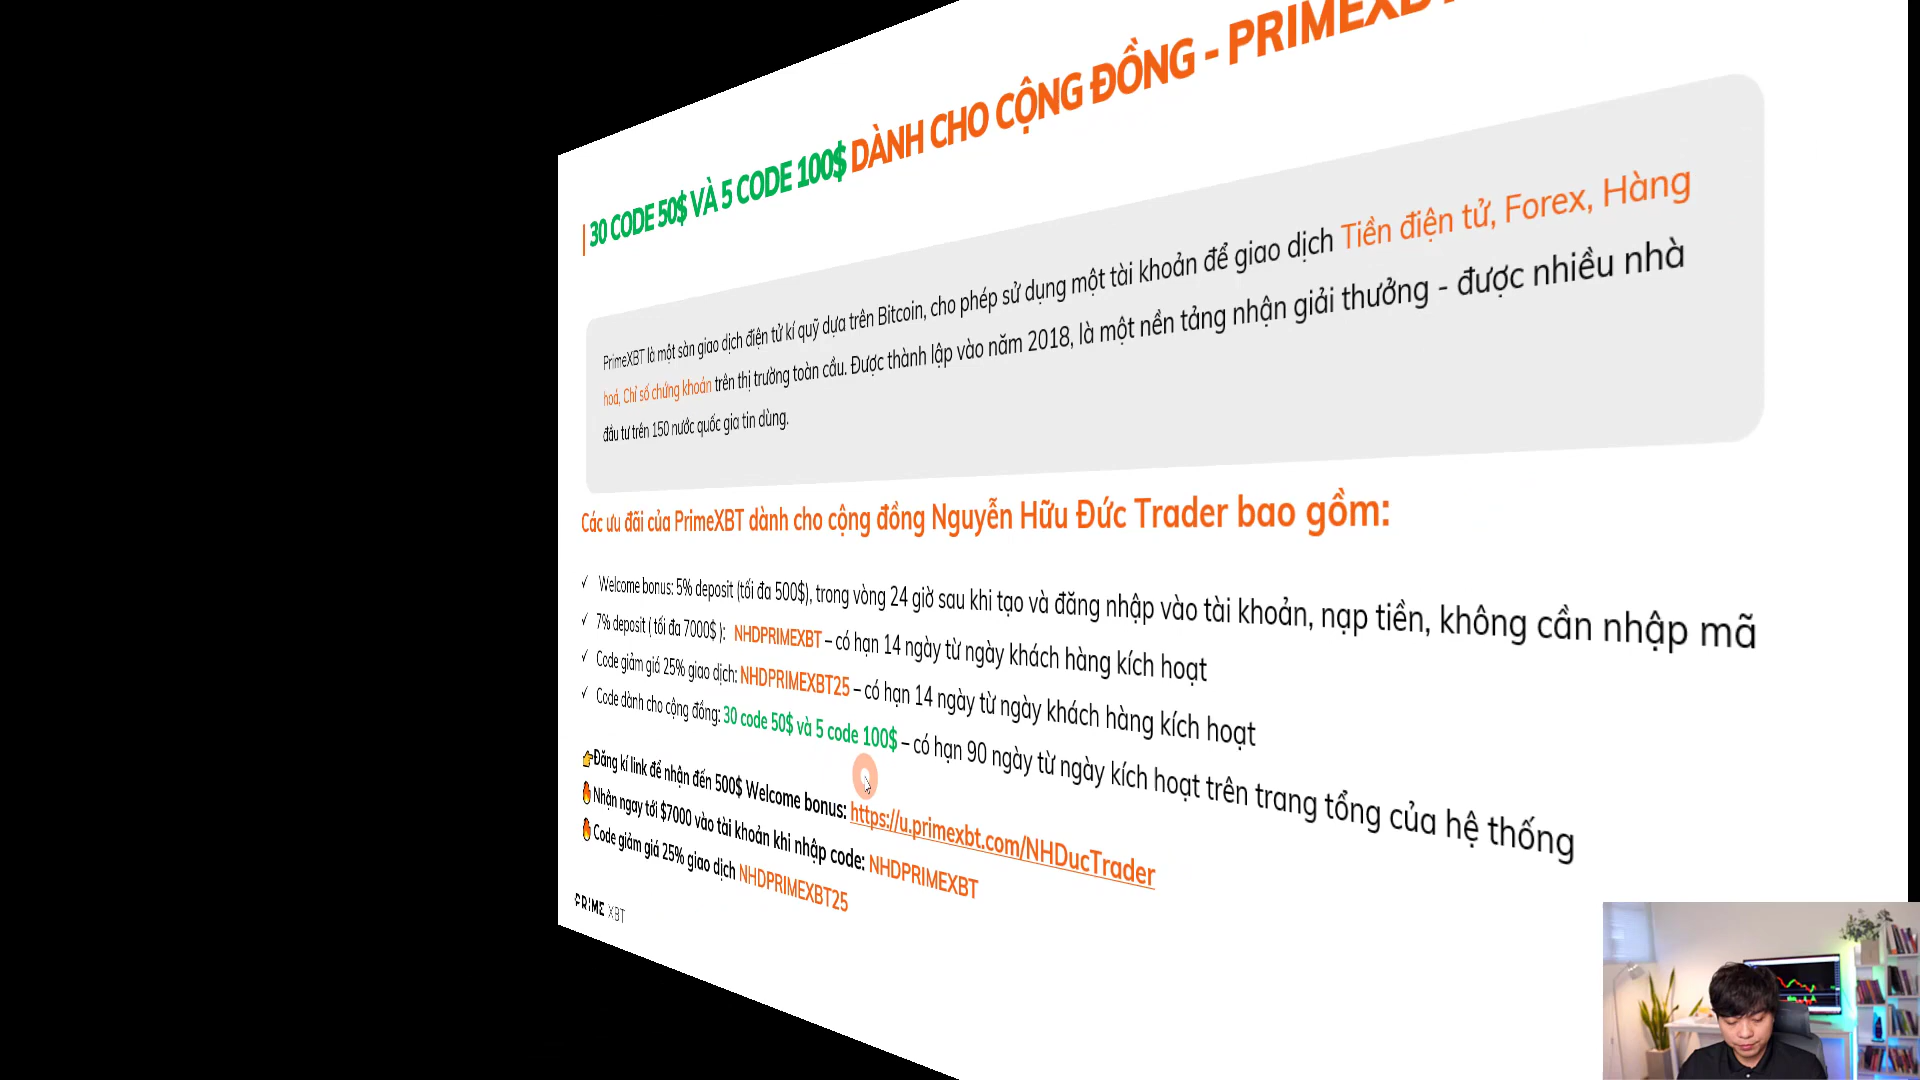 | 30 CODE 50$ VÀ 5 CODE 100$ DÀNH CHO CỘNG ĐỒNG - PRIMEXBT
PrimeXBT là một sàn giao dịch điện tử kí quỹ dựa trên Bitcoin, cho phép sử dụng một tài khoản để giao dịch Tiền điện tử, Forex, Hàng
hoá, Chỉ số chứng khoán trên thị trường toàn cầu. Được thành lập vào năm 2018, là một nền tảng nhận giải thưởng - được nhiều nhà
đầu tư trên 150 nước quốc gia tin dùng.
Các ưu đãi của PrimeXBT dành cho cộng đồng Nguyễn Hữu Đức Trader bao gồm:
✓ Welcome bonus: 5% deposit (tối đa 500$), trong vòng 24 giờ sau khi tạo và đăng nhập vào tài khoản, nạp tiền, không cần nhập mã
✓ 7% deposit ( tối đa 7000$ ): NHDPRIMEXBT – có hạn 14 ngày từ ngày khách hàng kích hoạt
✓ Code giảm giá 25% giao dịch: NHDPRIMEXBT25 – có hạn 14 ngày từ ngày khách hàng kích hoạt
✓ Code dành cho cộng đồng: 30 code 50$ và 5 code 100$ – có hạn 90 ngày từ ngày kích hoạt trên trang tổng của hệ thống
👉Đăng kí link để nhận đến 500$ Welcome bonus: https://u.primexbt.com/NHDucTrader
🔥Nhận ngay tới $7000 vào tài khoản khi nhập code: NHDPRIMEXBT
🔥Code giảm giá 25% giao dịch NHDPRIMEXBT25
PRIME XBT